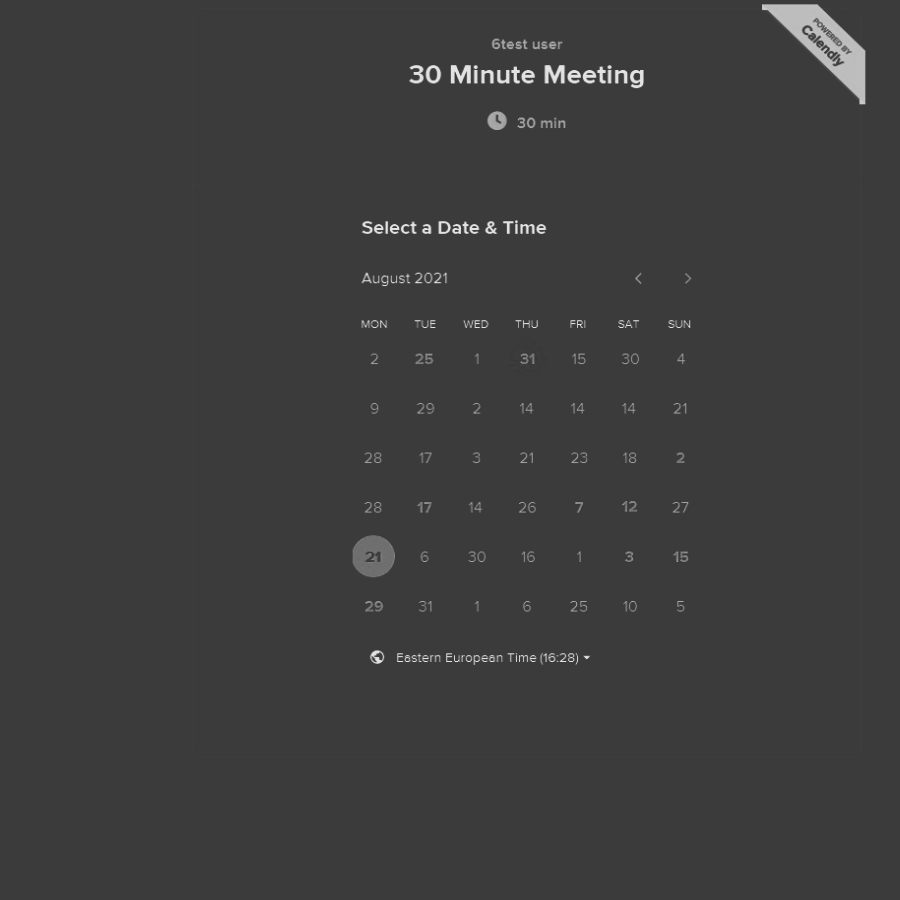 6test user
30 Minute Meeting
30 min
POWERED BY
Calendly
Select a Date & Time
August 2021
MON TUE WED THU FRI SAT SUN
2 25 1 31 15 30 4
9 29 2 14 14 14 21
28 17 3 21 23 18 2
28 17 14 26 7 12 27
21 6 30 16 1 3 15
29 31 1 6 25 10 5
Eastern European Time (16:28)